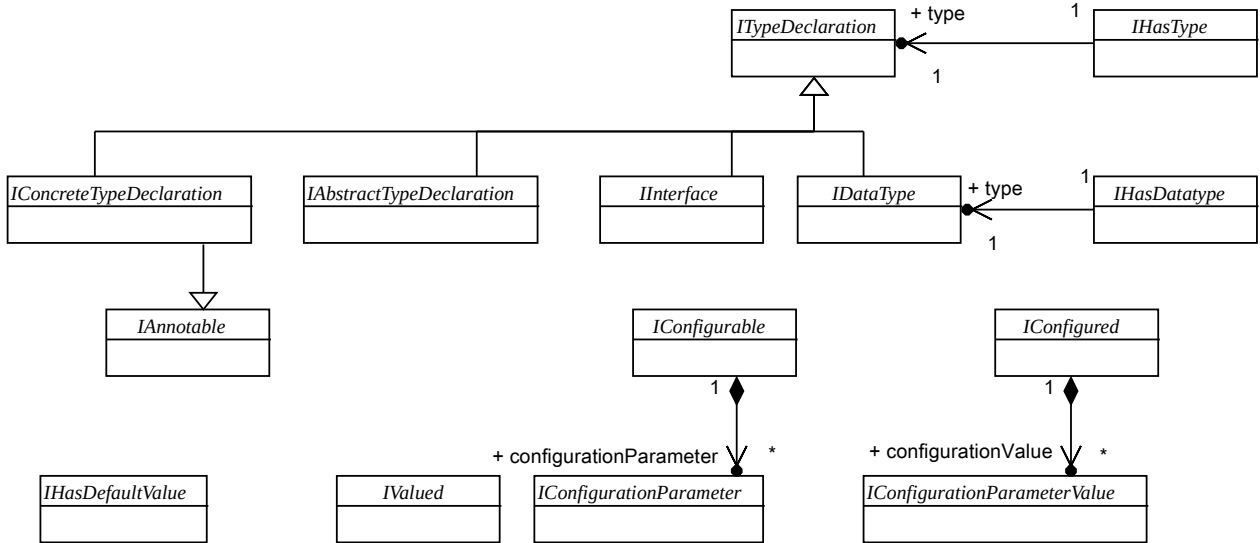 + type
1
ITypeDeclaration
IHasType
1
IConcreteTypeDeclaration
IAbstractTypeDeclaration
IInterface
IDataType
+ type
1
IHasDatatype
1
IAnnotable
IConfigurable
IConfigured
1
1
+ configurationParameter
*
+ configurationValue
*
IHasDefaultValue
IValued
IConfigurationParameter
IConfigurationParameterValue